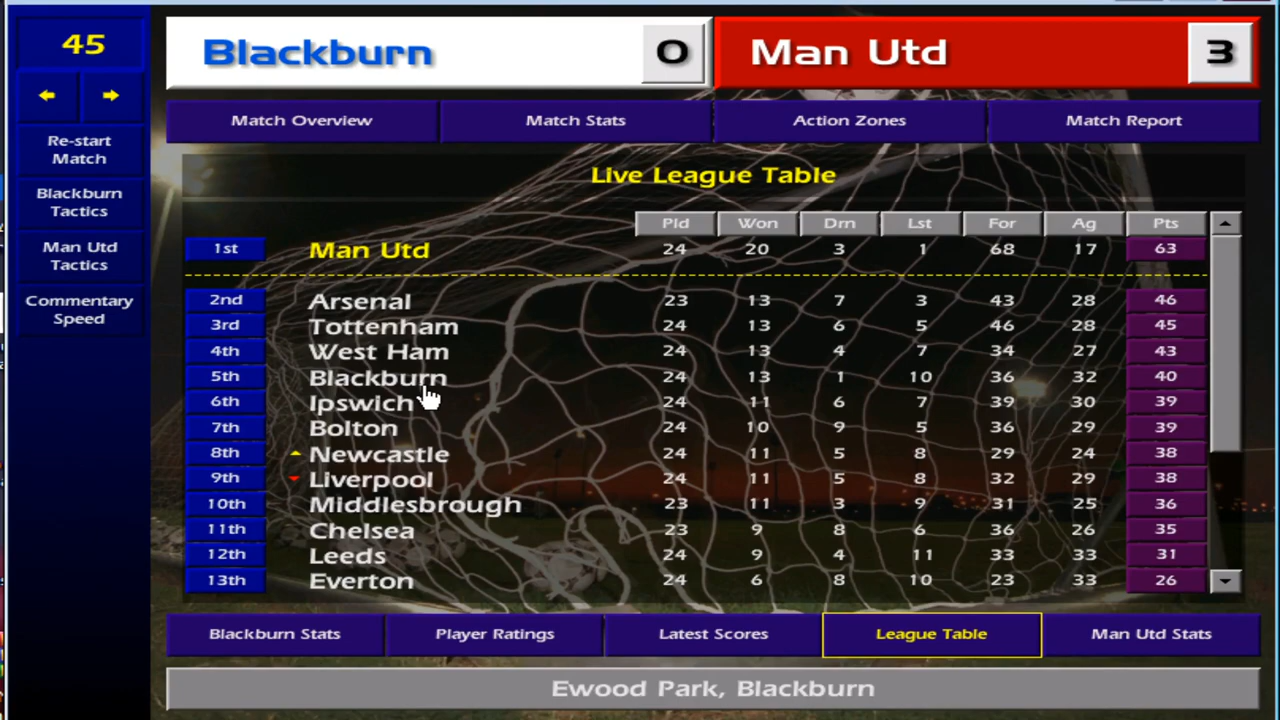 45
Blackburn 0 Man Utd 3
Match Overview Match Stats Action Zones Match Report
Re-start
Match
Blackburn
Tactics
Man Utd
Tactics
Commentary
Speed
Live League Table
Pld Won Drn Lst For Ag Pts
1st Man Utd 24 20 3 1 68 17 63
2nd Arsenal 23 13 7 3 43 28 46
3rd Tottenham 24 13 6 5 46 28 45
4th West Ham 24 13 4 7 34 27 43
5th Blackburn 24 13 1 10 36 32 40
6th Ipswich 24 11 6 7 39 30 39
7th Bolton 24 10 9 5 36 29 39
8th Newcastle 24 11 5 8 29 24 38
9th Liverpool 24 11 5 8 32 29 38
10th Middlesbrough 23 11 3 9 31 25 36
11th Chelsea 23 9 8 6 36 26 35
12th Leeds 24 9 4 11 33 33 31
13th Everton 24 6 8 10 23 33 26
Blackburn Stats Player Ratings Latest Scores League Table Man Utd Stats
Ewood Park, Blackburn